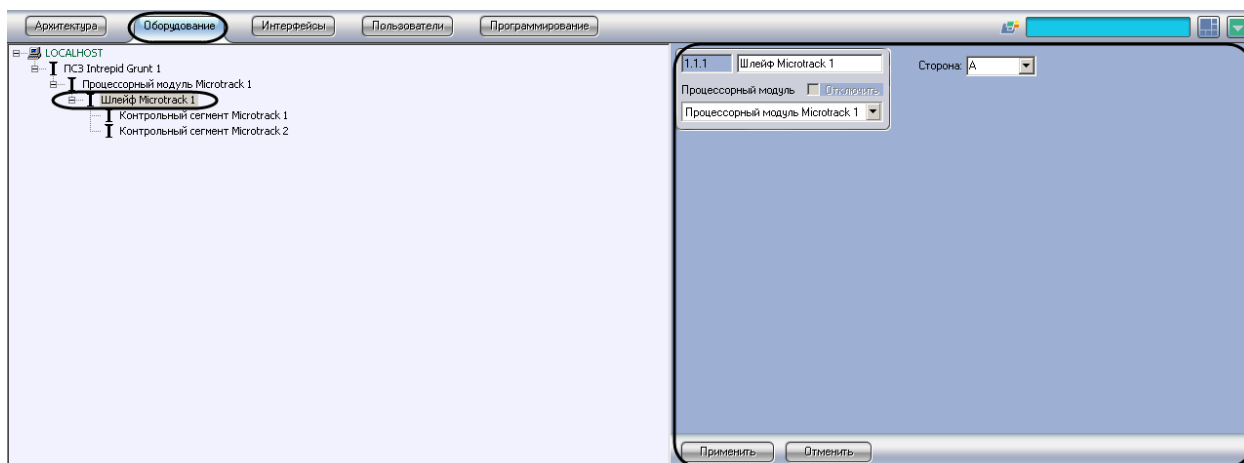 Архитектура Оборудование Интерфейсы Пользователи Программирование
LOCALHOST
ПСЗ Intrepid Grunt 1
Процессорный модуль Microtrack 1
Шлейф Microtrack 1
Контрольный сегмент Microtrack 1
Контрольный сегмент Microtrack 2
1.1.1 Шлейф Microtrack 1 Сторона: A
Процессорный модуль Отключить
Процессорный модуль Microtrack 1
Применить Отменить